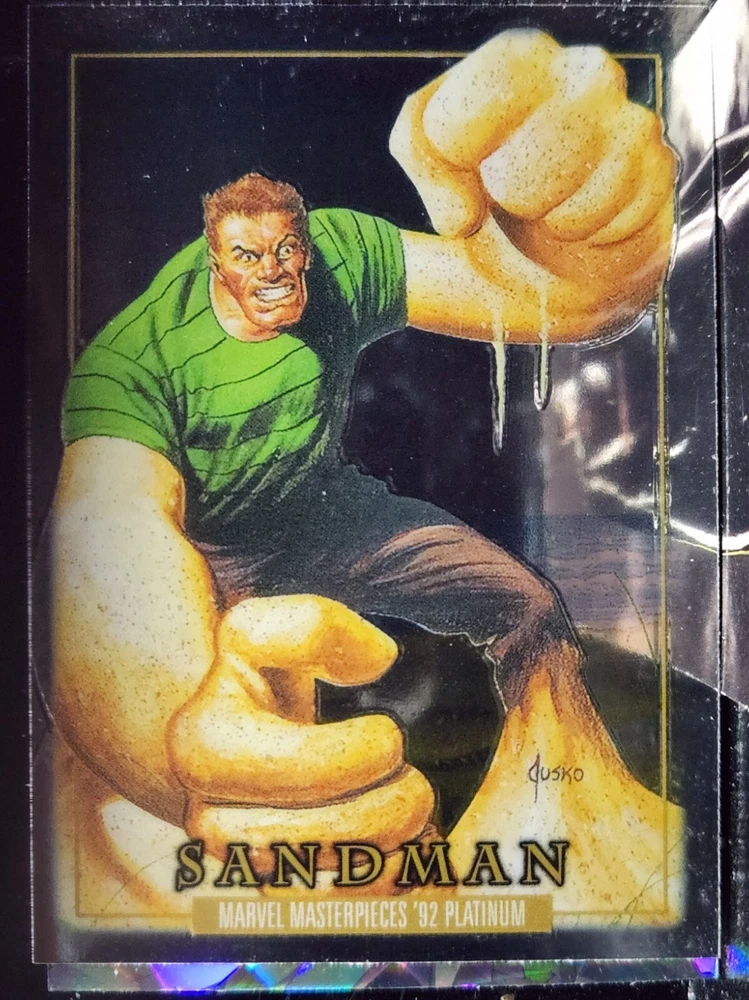 JUSKO
SANDMAN
MARVEL MASTERPIECES '92 PLATINUM